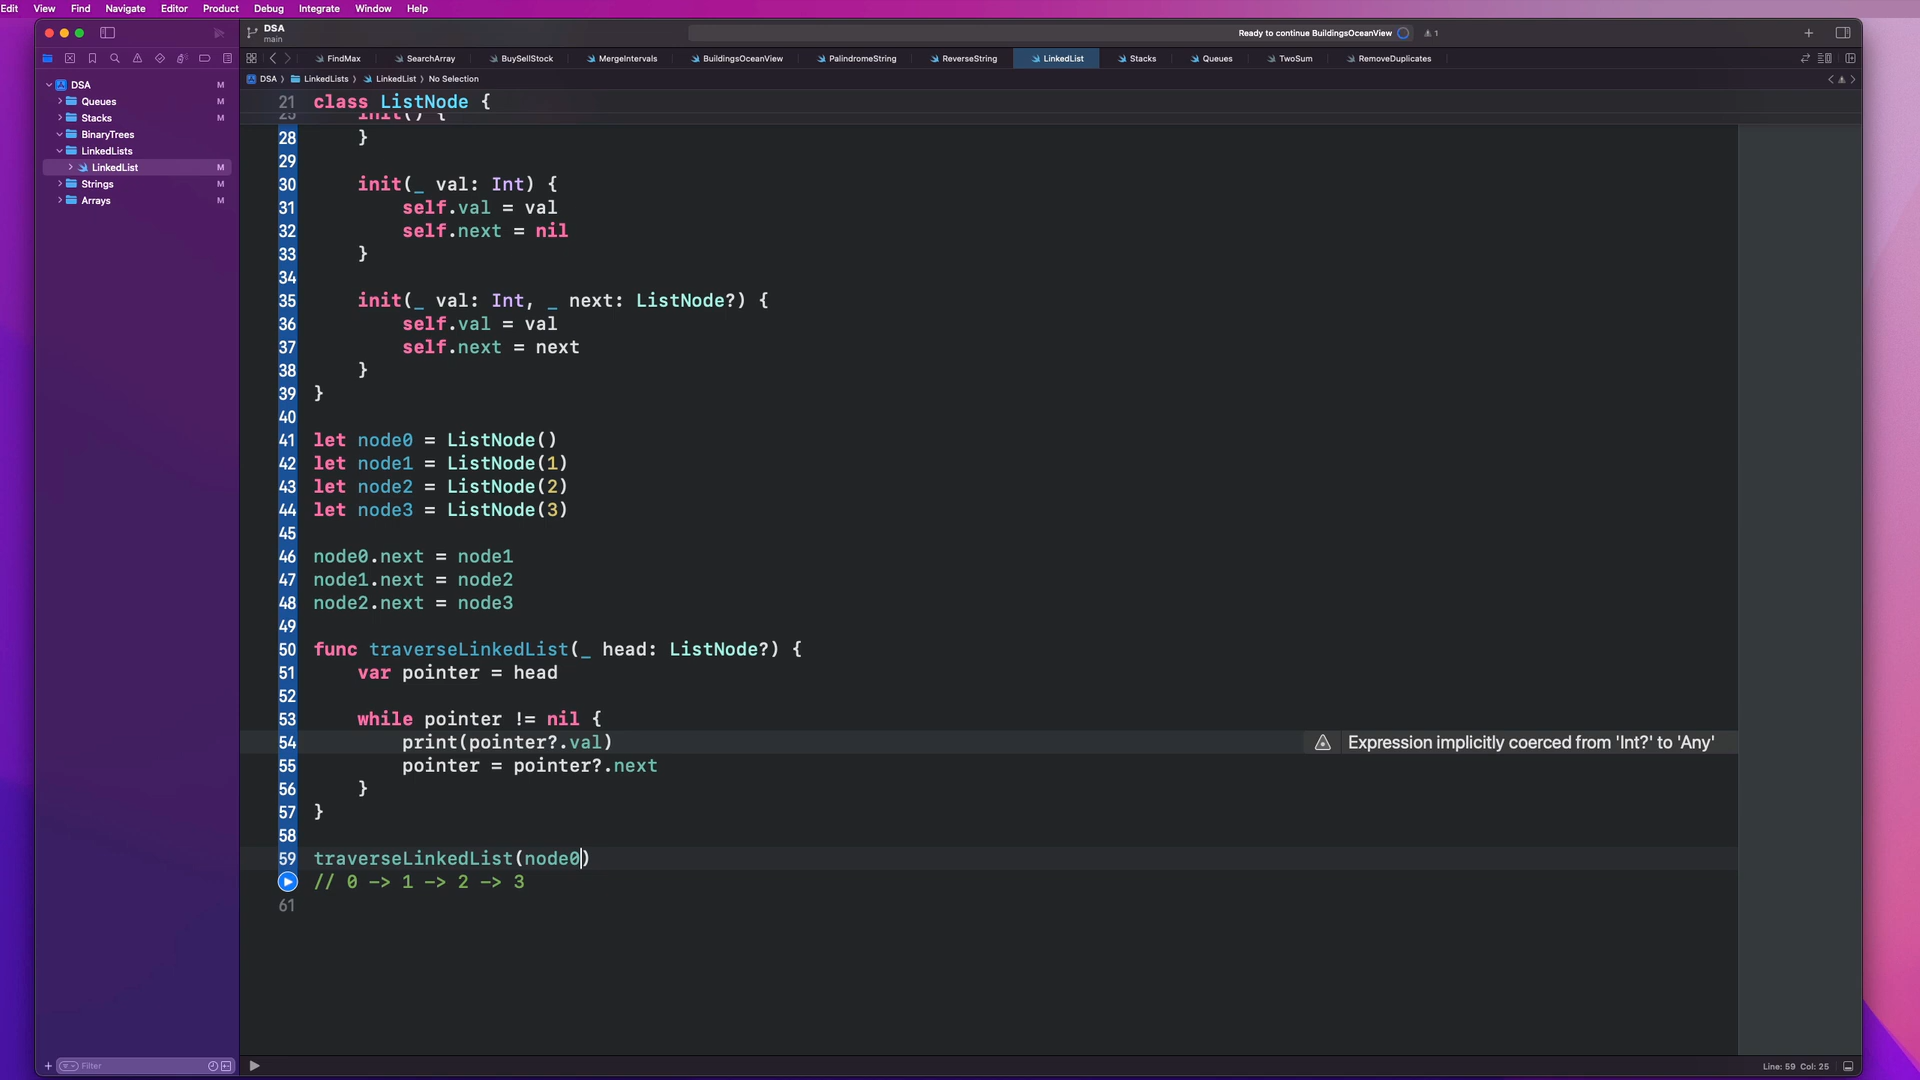 Edit View Find Navigate Editor Product Debug Integrate Window Help
DSA
main
Ready to continue BuildingsOceanView 1
FindMax SearchArray BuySellStock MergeIntervals BuildingsOceanView PalindromeString ReverseString LinkedList Stacks Queues TwoSum RemoveDuplicates
DSA LinkedLists LinkedList No Selection
DSA M
Queues M
Stacks M
BinaryTrees
LinkedLists
LinkedList M
Strings M
Arrays M
Filter
21 class ListNode {
25 init() {
28 }
29
30 init(_ val: Int) {
31 self.val = val
32 self.next = nil
33 }
34
35 init(_ val: Int, _ next: ListNode?) {
36 self.val = val
37 self.next = next
38 }
39 }
40
41 let node0 = ListNode()
42 let node1 = ListNode(1)
43 let node2 = ListNode(2)
44 let node3 = ListNode(3)
45
46 node0.next = node1
47 node1.next = node2
48 node2.next = node3
49
50 func traverseLinkedList(_ head: ListNode?) {
51 var pointer = head
52
53 while pointer != nil {
54 print(pointer?.val) Expression implicitly coerced from 'Int?' to 'Any'
55 pointer = pointer?.next
56 }
57 }
58
59 traverseLinkedList(node0)
// 0 -> 1 -> 2 -> 3
61
Line: 59 Col: 25